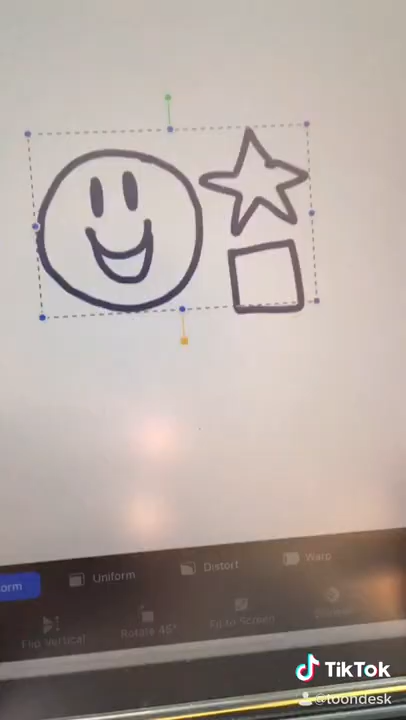 orm
Uniform
Distort
Warp
Flip Vertical
Rotate 45°
Fit to Screen
TikTok
@toondesk